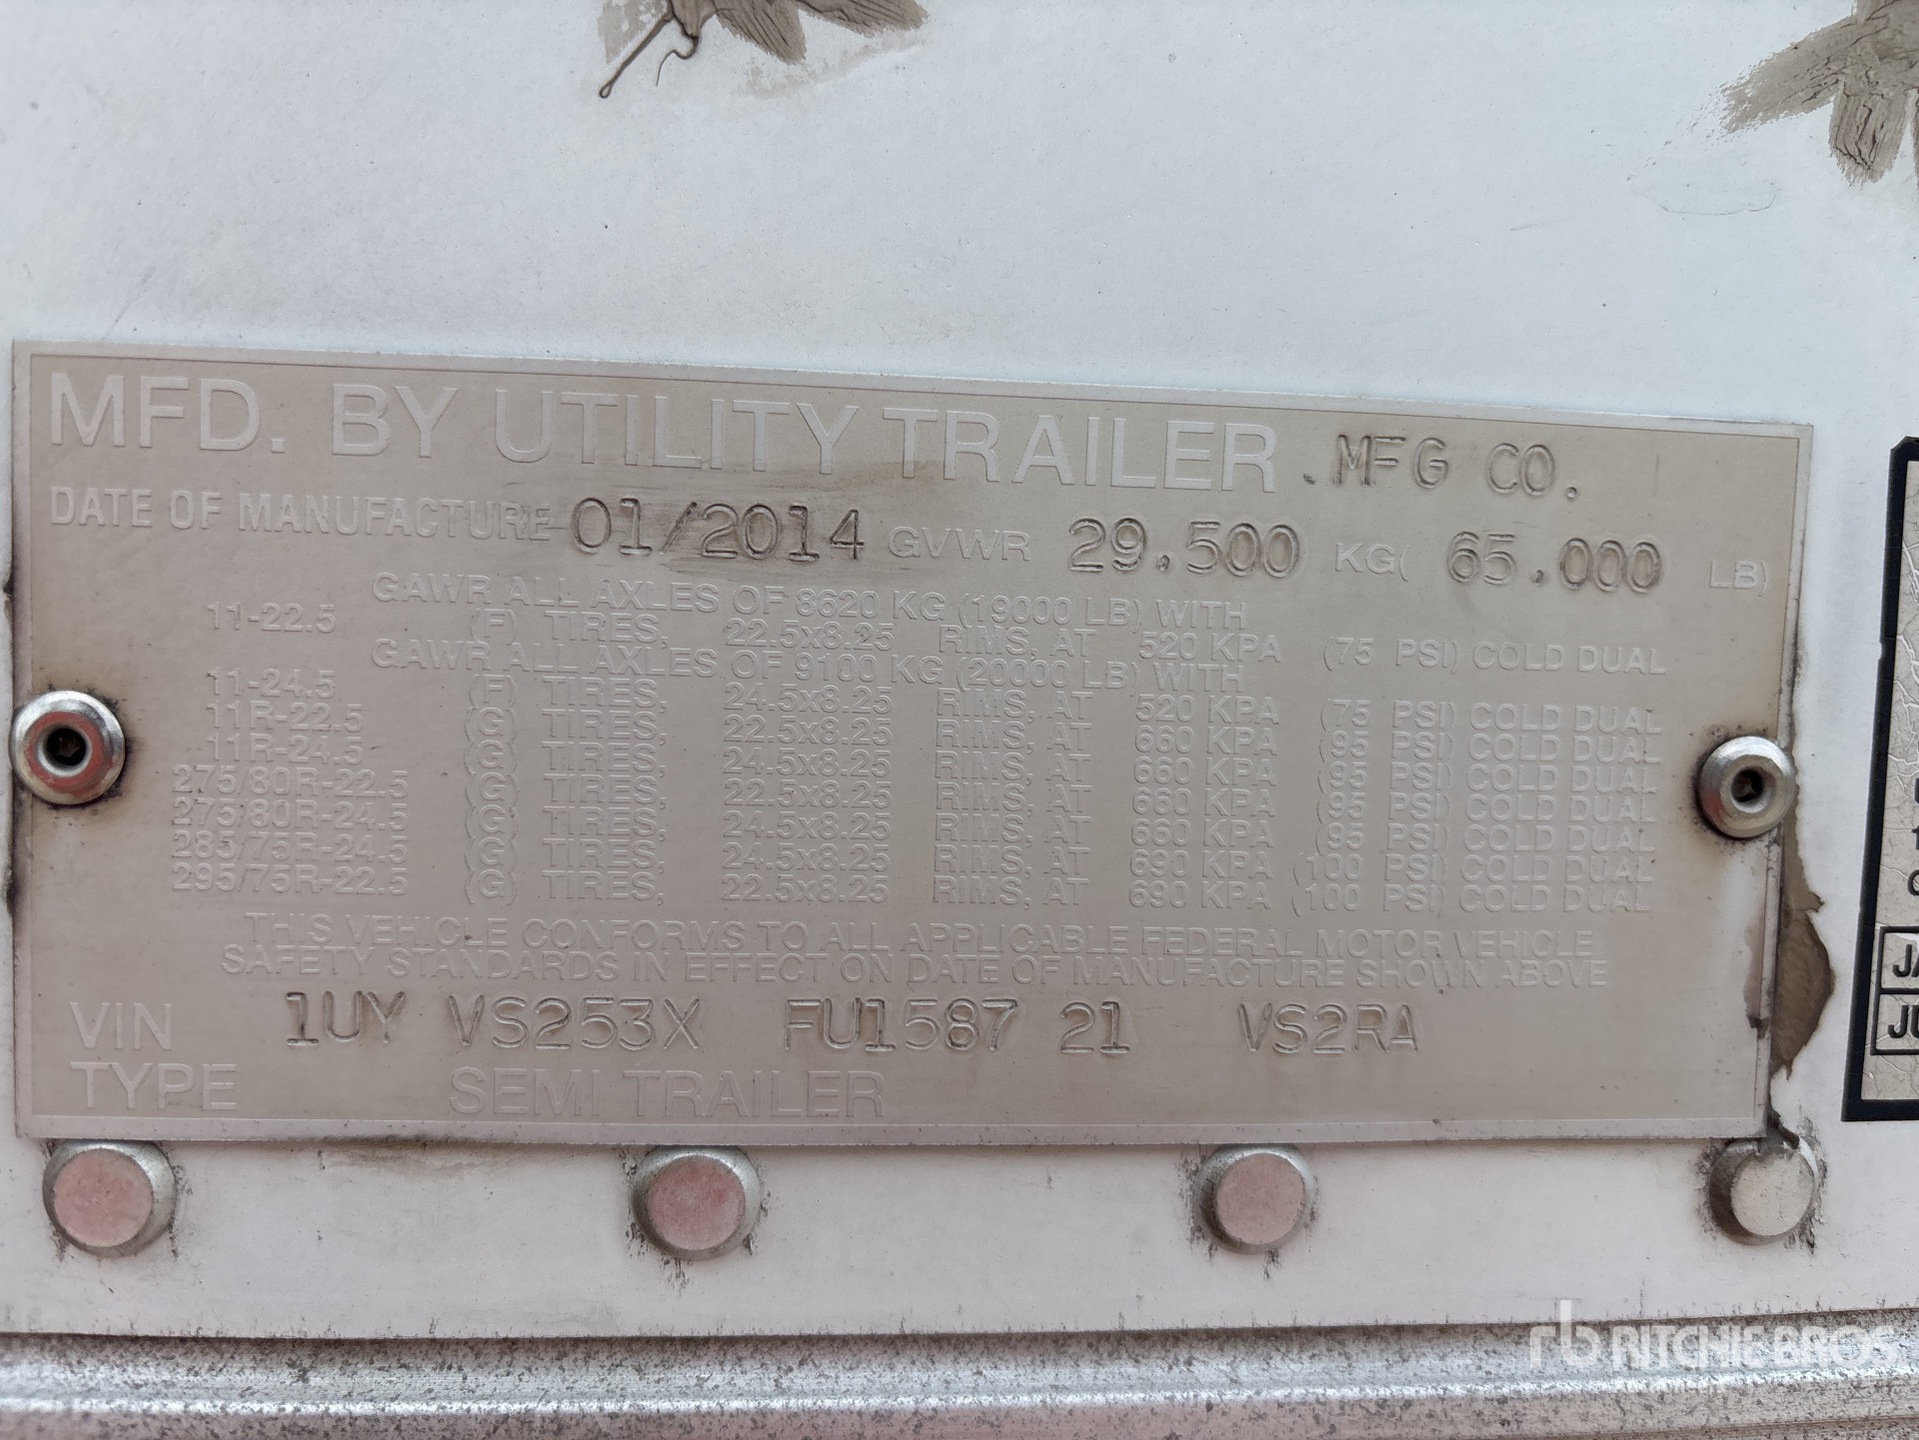 MFD. BY UTILITY TRAILER MFG CO.
DATE OF MANUFACTURE 01/2014 GVWR 29.500 KG( 65.000 LB)
GAWR ALL AXLES OF 8620 KG (19000 LB) WITH
11-22.5 (F) TIRES, 22.5x8.25 RIMS, AT 520 KPA (75 PSI) COLD DUAL
GAWR ALL AXLES OF 9100 KG (20000 LB) WITH
11-24.5 (F) TIRES, 24.5x8.25 RIMS, AT 520 KPA (75 PSI) COLD DUAL
11R-22.5 (G) TIRES, 22.5x8.25 RIMS, AT 660 KPA (95 PSI) COLD DUAL
11R-24.5 (G) TIRES, 24.5x8.25 RIMS, AT 660 KPA (95 PSI) COLD DUAL
275/80R-22.5 (G) TIRES, 22.5x8.25 RIMS, AT 660 KPA (95 PSI) COLD DUAL
275/80R-24.5 (G) TIRES, 24.5x8.25 RIMS, AT 660 KPA (95 PSI) COLD DUAL
285/75R-24.5 (G) TIRES, 24.5x8.25 RIMS, AT 690 KPA (100 PSI) COLD DUAL
295/75R-22.5 (G) TIRES, 22.5x8.25 RIMS, AT 690 KPA (100 PSI) COLD DUAL
THIS VEHICLE CONFORMS TO ALL APPLICABLE FEDERAL MOTOR VEHICLE
SAFETY STANDARDS IN EFFECT ON DATE OF MANUFACTURE SHOWN ABOVE
VIN 1UY VS253X FU1587 21 VS2RA
TYPE SEMI TRAILER
JA
JU
rb RITCHIE BROS